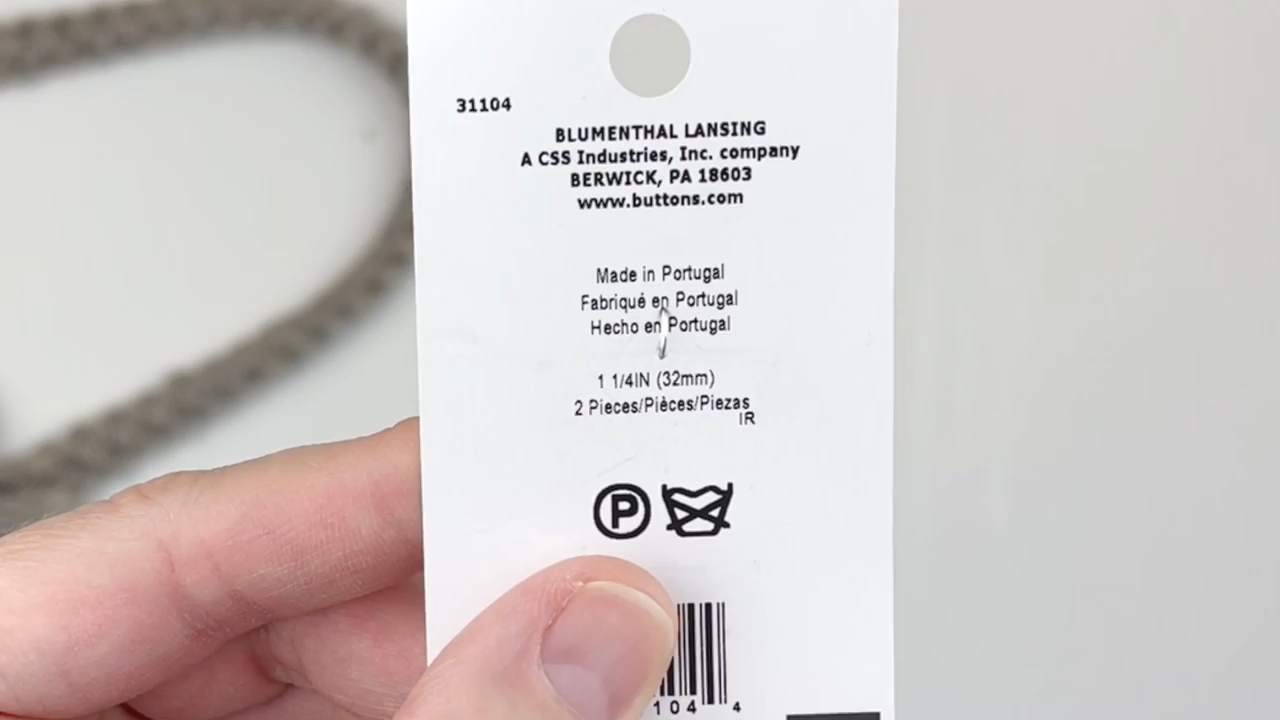 31104
BLUMENTHAL LANSING
A CSS Industries, Inc. company
BERWICK, PA 18603
www.buttons.com
Made in Portugal
Fabriqué en Portugal
Hecho en Portugal
1 1/4IN (32mm)
2 Pieces/Pièces/Piezas
IR
P
104 4